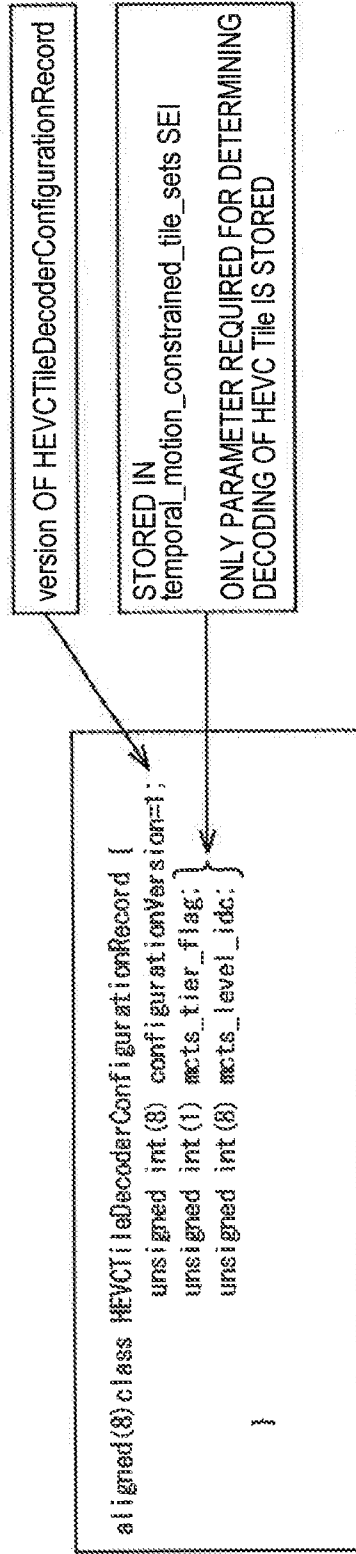 aligned(8)class HEVCTileDecoderConfigurationRecord {
unsigned int(8) configurationVersion=1;
unsigned int(1) mcts_tier_flag;
unsigned int(8) mcts_level_idc;
}
version OF HEVCTileDecoderConfigurationRecord
STORED IN
temporal_motion_constrained_tile_sets SEI
ONLY PARAMETER REQUIRED FOR DETERMINING
DECODING OF HEVC Tile IS STORED